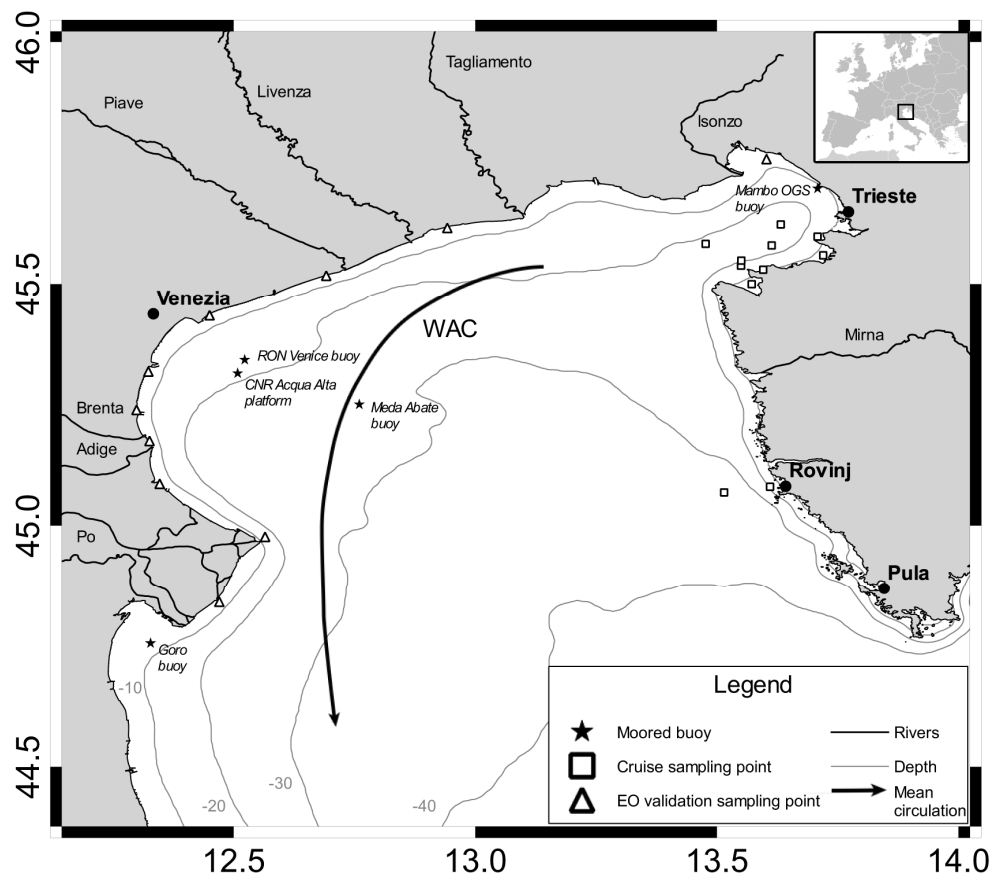 46.0
Tagliamento
Livenza
Piave
Isonzo
Mambo OGS
buoy
Trieste
45.5
Venezia
WAC
Mirna
RON Venice buoy
CNR Acqua Alta
platform
Meda Abate
buoy
Brenta
Adige
Rovinj
45.0
Po
Pula
Goro
buoy
-10
-20
-30
-40
Legend
Moored buoy
Rivers
Cruise sampling point
Depth
EO validation sampling point
Mean
circulation
44.5
12.5
13.0
13.5
14.0